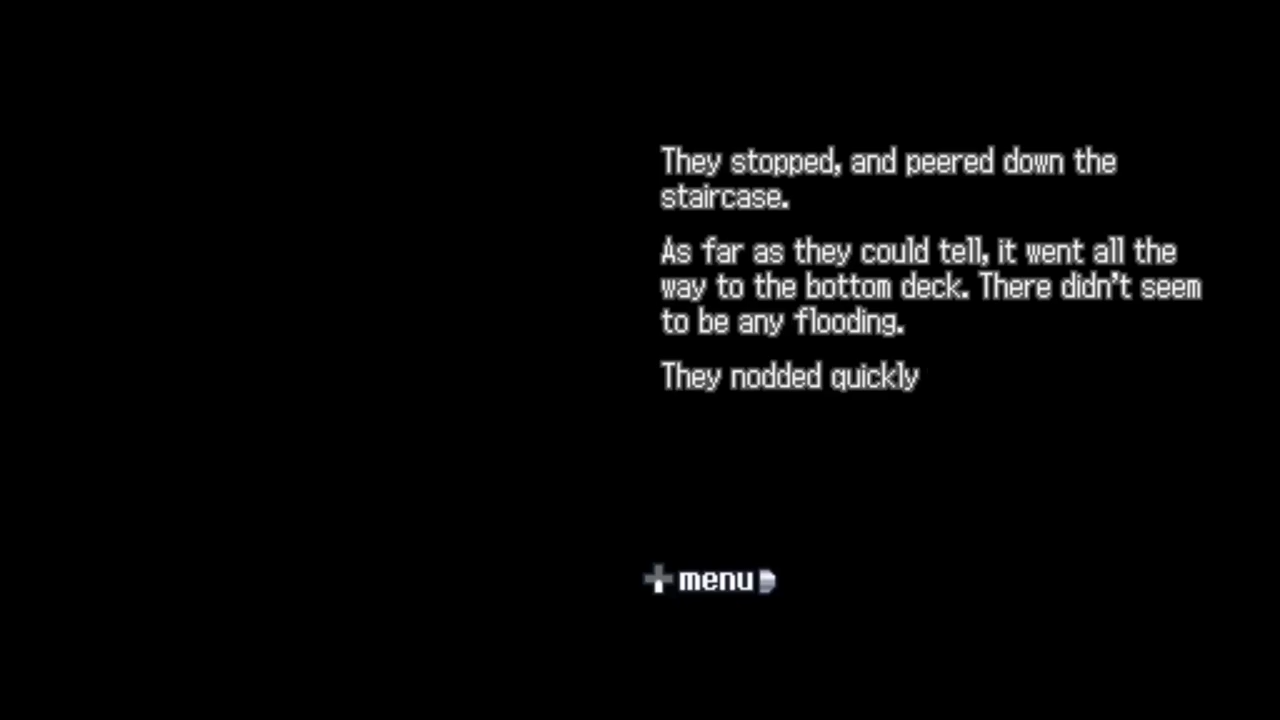 They stopped, and peered down the
staircase.
As far as they could tell, it went all the
way to the bottom deck. There didn't seem
to be any flooding.
They nodded quickly
menu